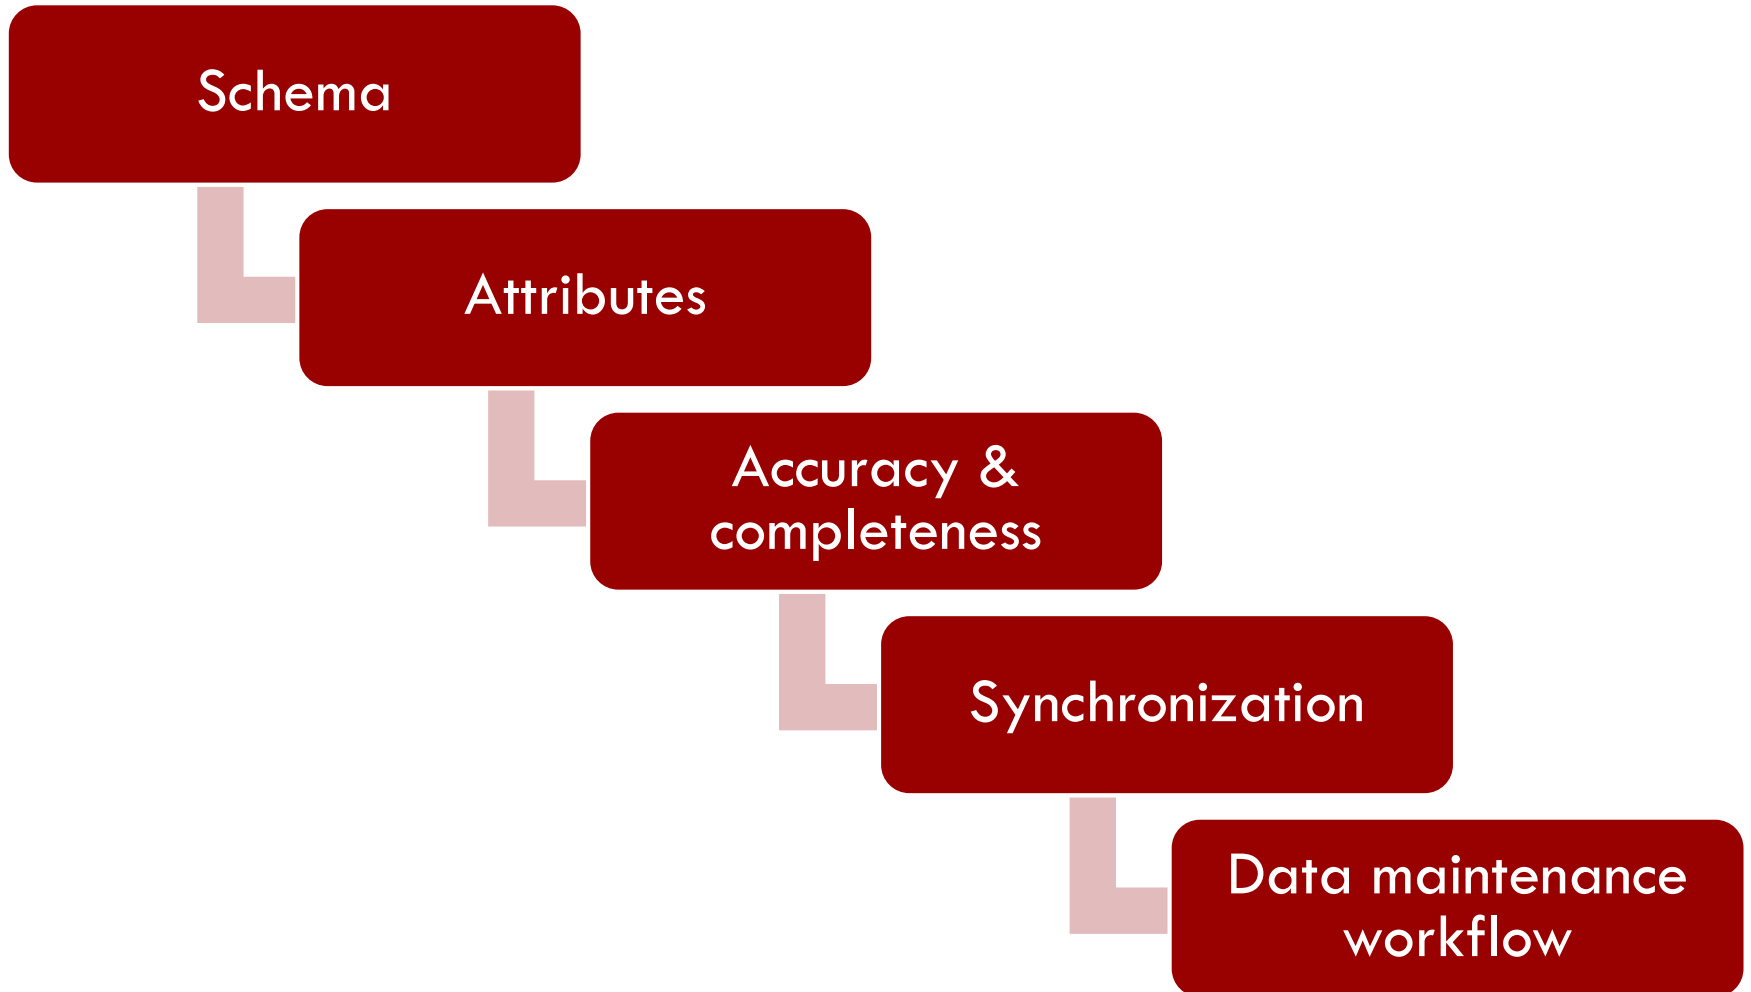 Schema
Attributes
Accuracy &
completeness
Synchronization
Data maintenance
workflow